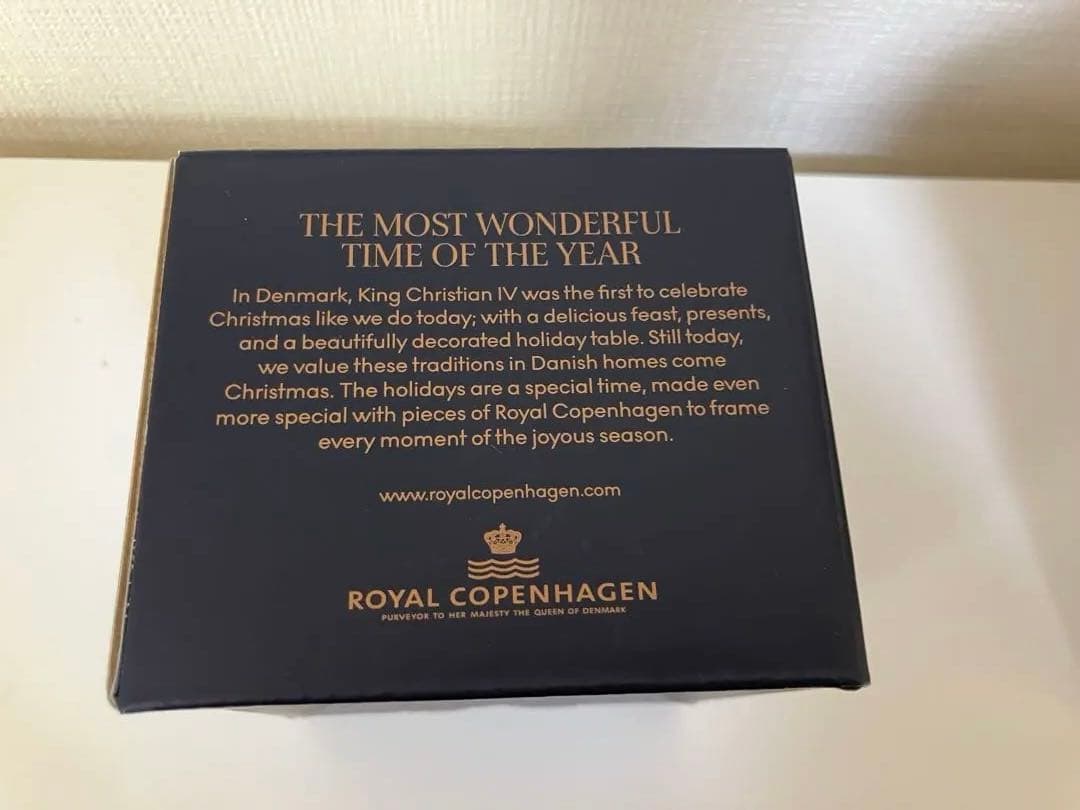 THE MOST WONDERFUL
TIME OF THE YEAR
In Denmark, King Christian IV was the first to celebrate
Christmas like we do today; with a delicious feast, presents,
and a beautifully decorated holiday table. Still today,
we value these traditions in Danish homes come
Christmas. The holidays are a special time, made even
more special with pieces of Royal Copenhagen to frame
every moment of the joyous season.
www.royalcopenhagen.com
ROYAL COPENHAGEN
PURVEYOR TO HER MAJESTY THE QUEEN OF DENMARK